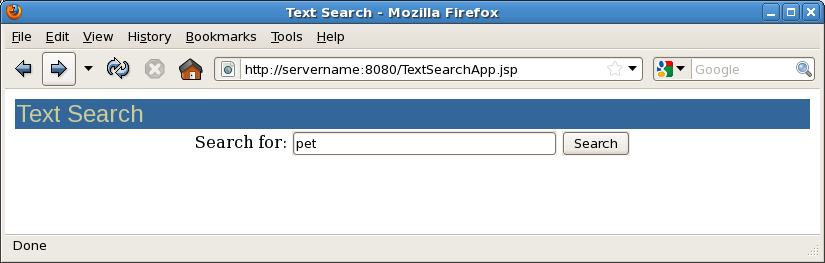 Text Search - Mozilla Firefox
File Edit View History Bookmarks Tools Help
http://servername:8080/TextSearchApp.jsp Google
Text Search
Search for: pet Search
Done